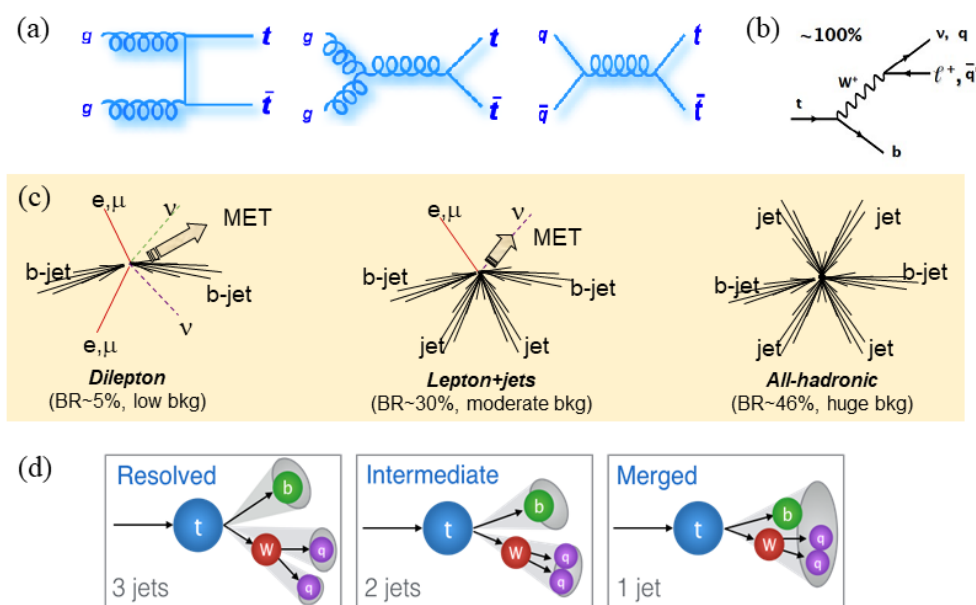 (a)
g
g
t
t̄
g
g
t
t̄
q
q̄
t
t̄
(b)
~100%
ν, q
ℓ⁺, q̄'
W⁺
t
b
(c)
e,μ
ν
MET
b-jet
b-jet
e,μ
ν
Dilepton
(BR~5%, low bkg)
e,μ
ν
MET
b-jet
b-jet
jet
jet
Lepton+jets
(BR~30%, moderate bkg)
jet
jet
b-jet
b-jet
jet
jet
All-hadronic
(BR~46%, huge bkg)
(d)
Resolved
b
t
W
q
q
3 jets
Intermediate
b
t
W
q
q
2 jets
Merged
b
t
W
q
q
1 jet